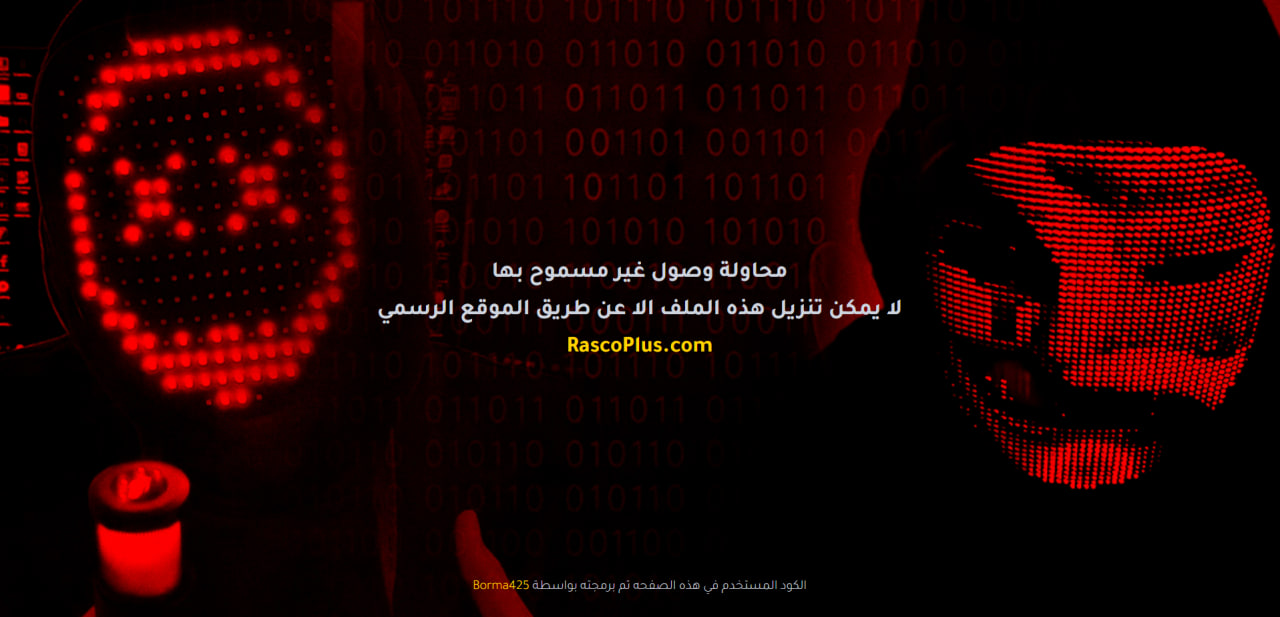 محاولة وصول غير مسموح بها
لا يمكن تنزيل هذه الملف الا عن طريق الموقع الرسمي
RascoPlus.com
الكود المستخدم في هذه الصفحه تم برمجته بواسطة Borma425